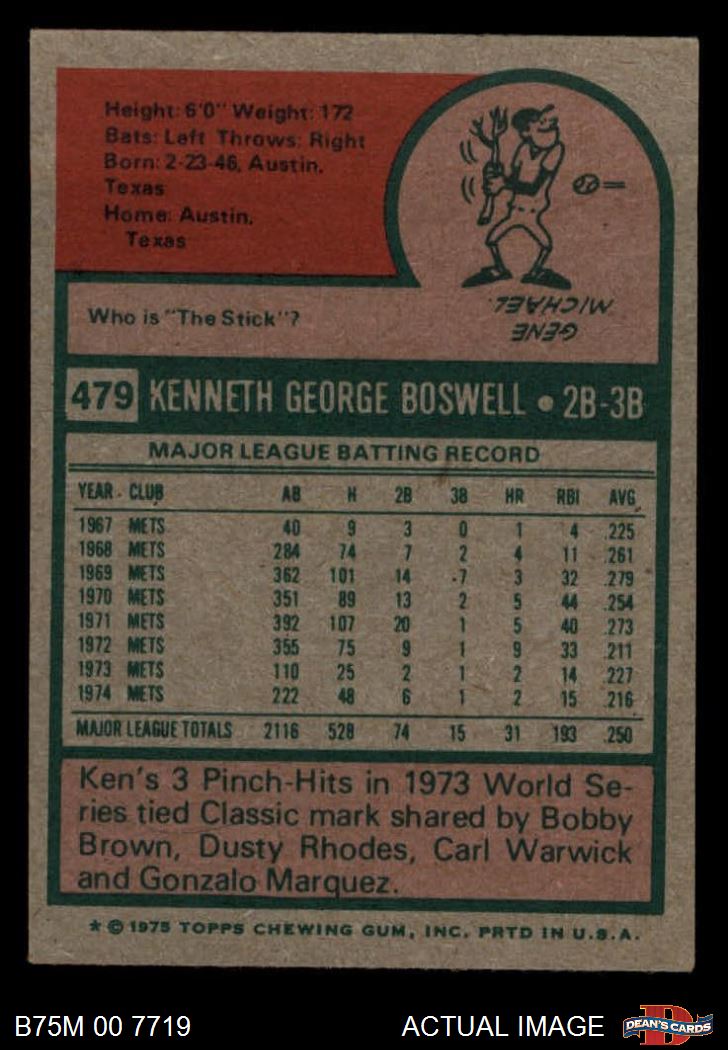 Height: 6'0" Weight: 172
Bats: Left Throws: Right
Born: 2-23-46, Austin,
Texas
Home: Austin,
Texas
Who is "The Stick"?
GENE
MICHAEL.
479 KENNETH GEORGE BOSWELL • 2B-3B
MAJOR LEAGUE BATTING RECORD
YEAR CLUB AB H 2B 3B HR RBI AVG.
1967 METS 40 9 3 0 1 4 .225
1968 METS 284 74 7 2 4 11 .261
1969 METS 362 101 14 7 3 32 .279
1970 METS 351 89 13 2 5 44 .254
1971 METS 392 107 20 1 5 40 .273
1972 METS 355 75 9 1 9 33 .211
1973 METS 110 25 2 1 2 14 .227
1974 METS 222 48 6 1 2 15 .216
MAJOR LEAGUE TOTALS 2116 528 74 15 31 193 .250
Ken's 3 Pinch-Hits in 1973 World Se-
ries tied Classic mark shared by Bobby
Brown, Dusty Rhodes, Carl Warwick
and Gonzalo Marquez.
* © 1975 TOPPS CHEWING GUM, INC. PRTD IN U.S.A.
B75M 00 7719 ACTUAL IMAGE
D
DEAN'S CARDS